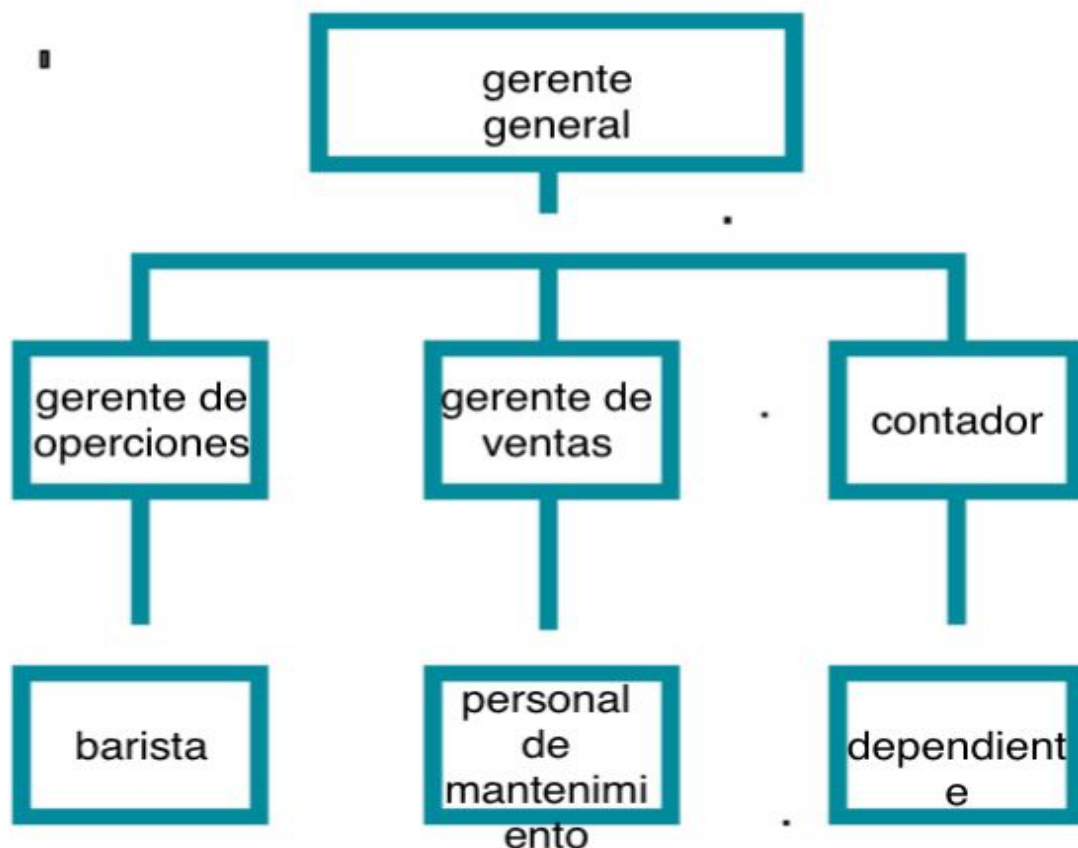 gerente
general
gerente de
operciones
gerente de
ventas
contador
barista
personal
de
mantenimi
ento
dependient
e